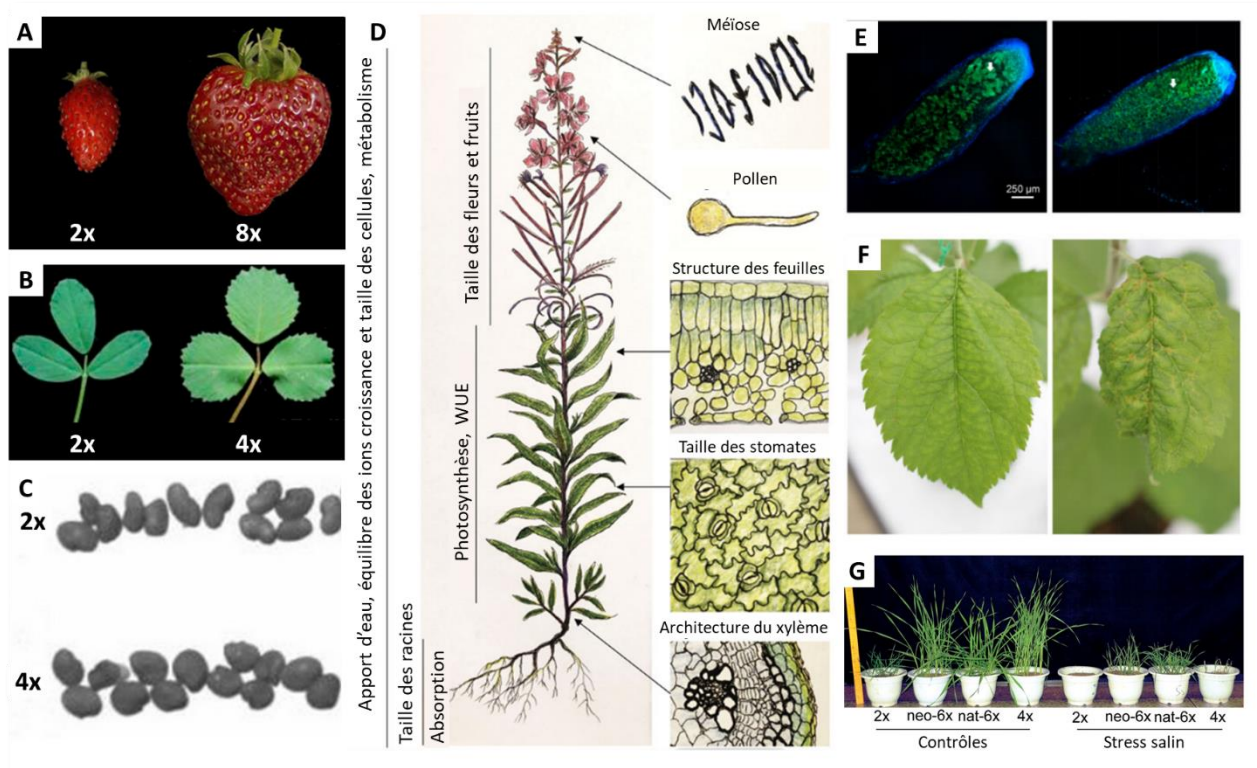 A
2x
8x
B
2x
4x
C
2x
4x
D
Apport d'eau, équilibre des ions croissance et taille des cellules, métabolisme
Taille des racines
Absorption
Taille des fleurs et fruits
Photosynthèse, WUE
Méïose
Pollen
Structure des feuilles
Taille des stomates
Architecture du xylème
E
250 µm
F
G
2x neo-6x nat-6x 4x 2x neo-6x nat-6x 4x
Contrôles Stress salin